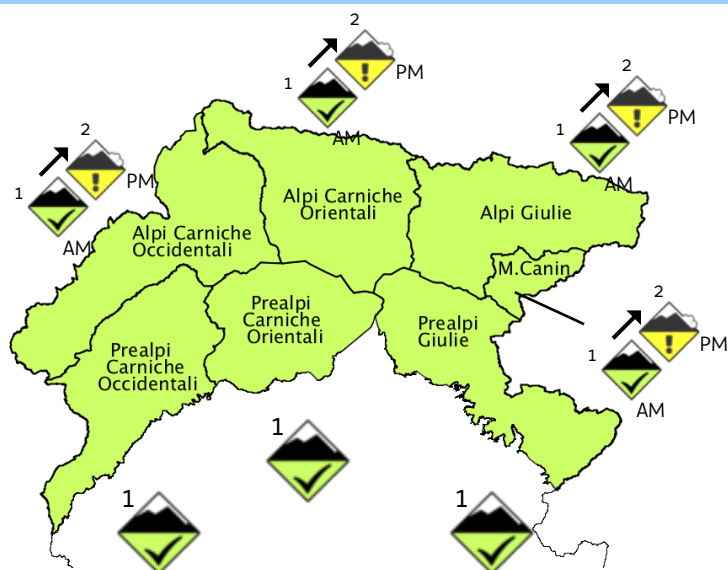 2
1
PM
AM
2
1
PM
AM
2
1
PM
AM
Alpi Carniche
Orientali
Alpi Giulie
Alpi Carniche
Occidentali
M.Canin
Prealpi
Carniche
Orientali
Prealpi
Giulie
2
1
PM
AM
Prealpi
Carniche
Occidentali
1
1
1